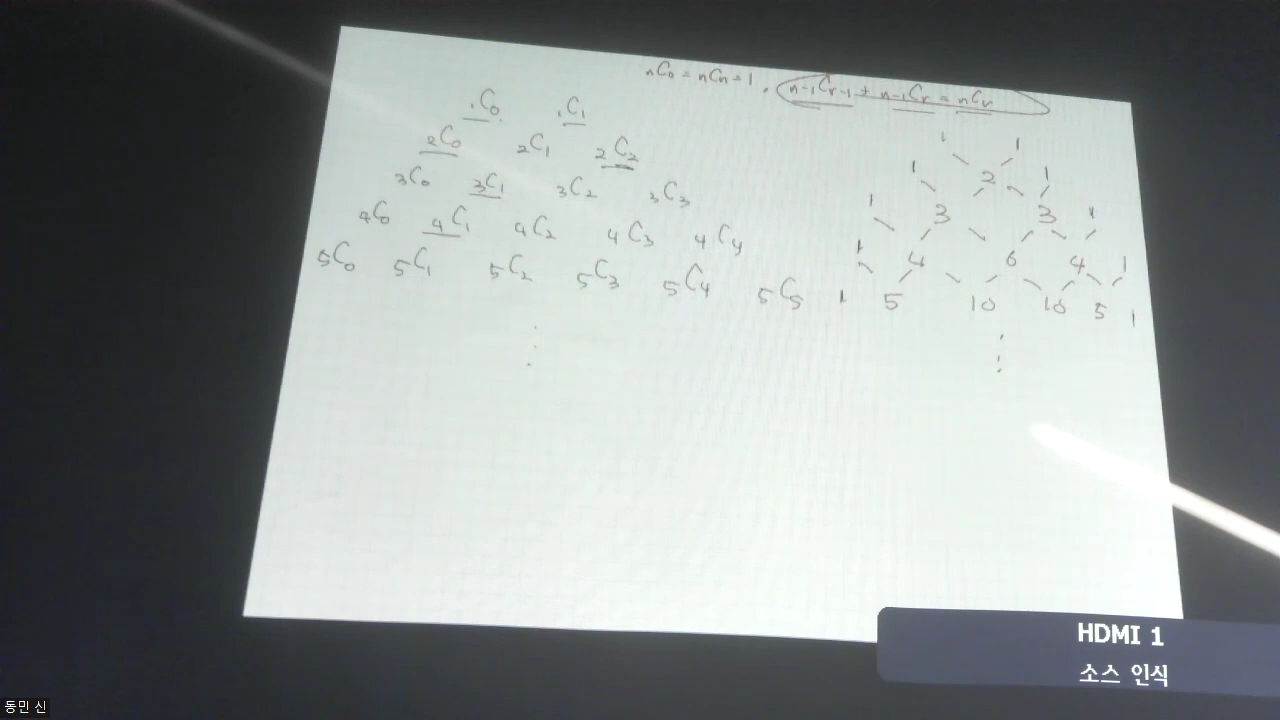 nC0 = nCn = 1, n-1Cr-1 + n-1Cr = nCr
1C0 1C1
2C0 2C1 2C2
3C0 3C1 3C2 3C3
4C0 4C1 4C2 4C3 4C4
5C0 5C1 5C2 5C3 5C4 5C5
⋮
1 1
1 2 1
1 3 3 1
1 4 6 4 1
1 5 10 10 5 1
⋮
HDMI 1
소스 인식
동민 신